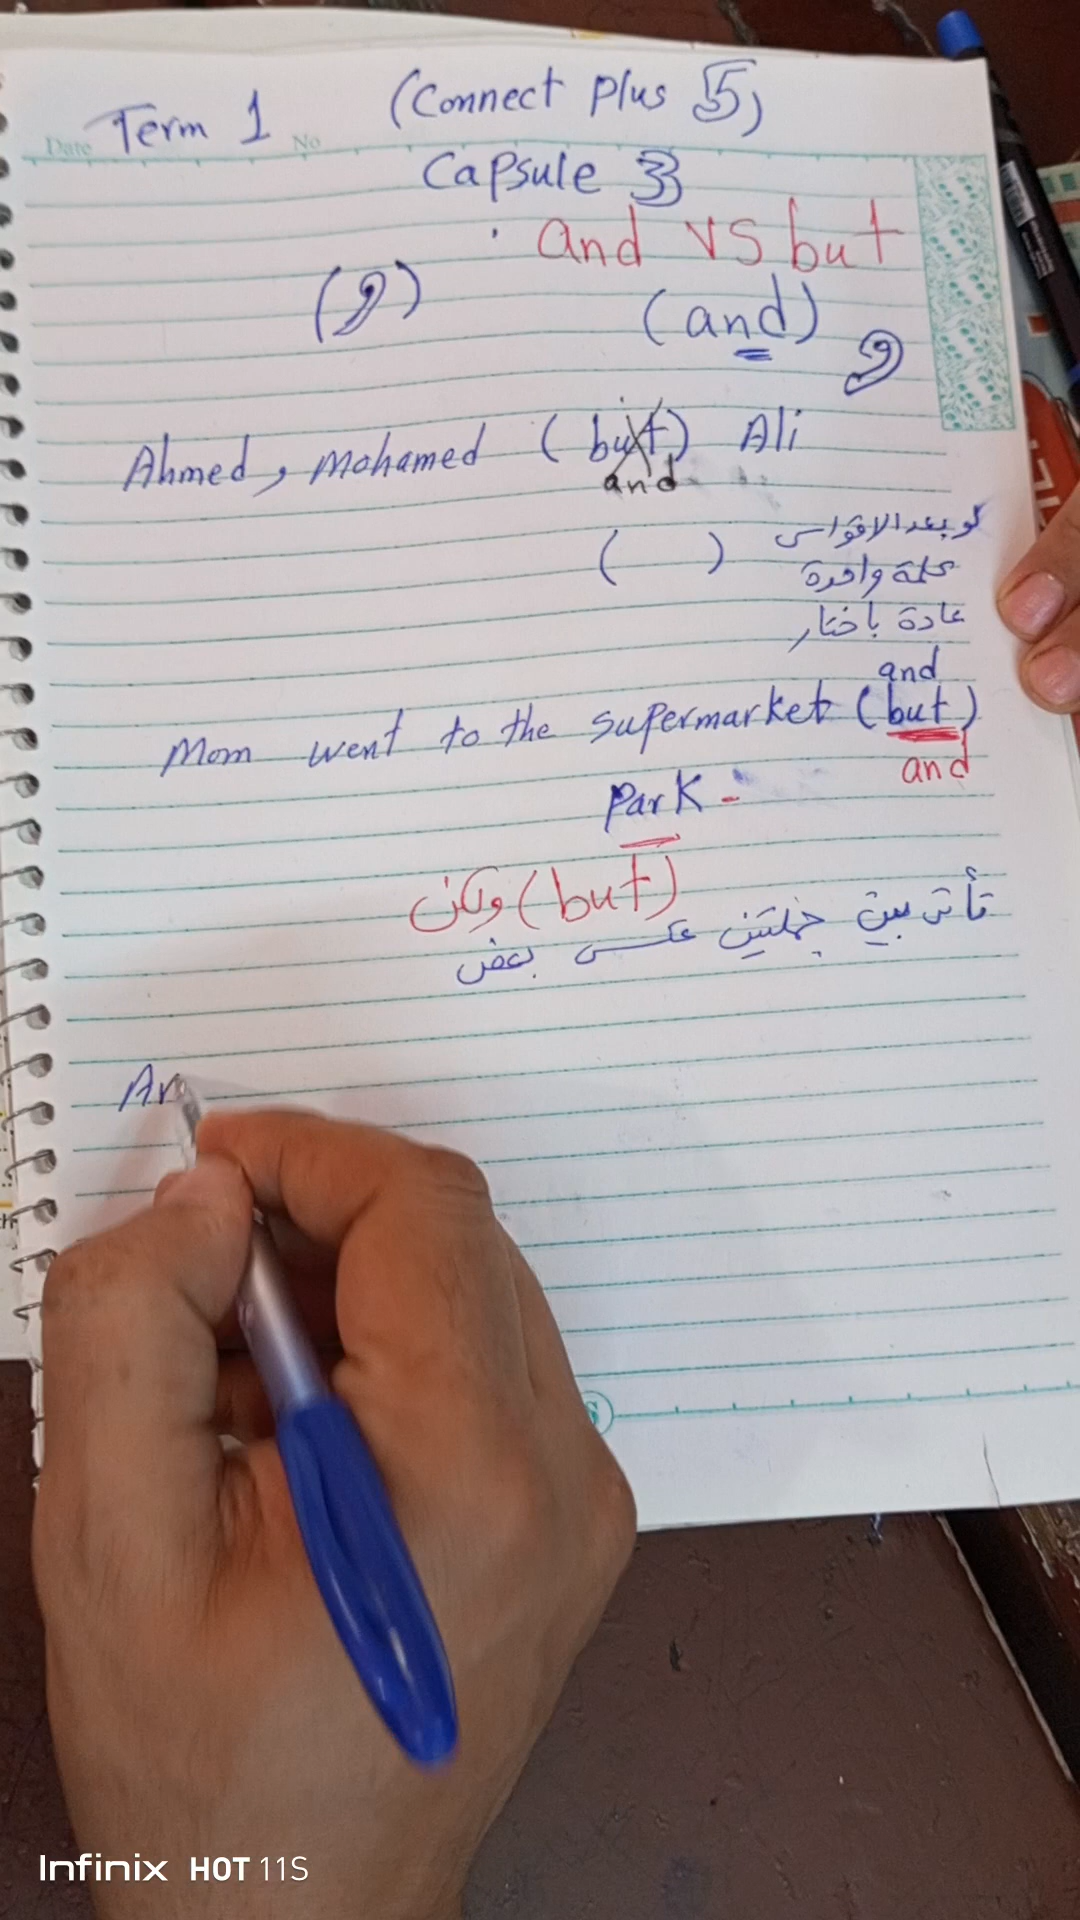 Term 1 (Connect Plus 5)
Date No
Capsule 3
and vs but
(و) (and) و
Ahmed, Mohamed (but) Ali
and
لو بعد الاقواس
( ) كلمة واحدة
عادة باختار
and
Mom went to the supermarket (but)
and
Park -
ولكن (but)
تأتى بين جملتين عكس بعض
Ar
Infinix HOT 11S